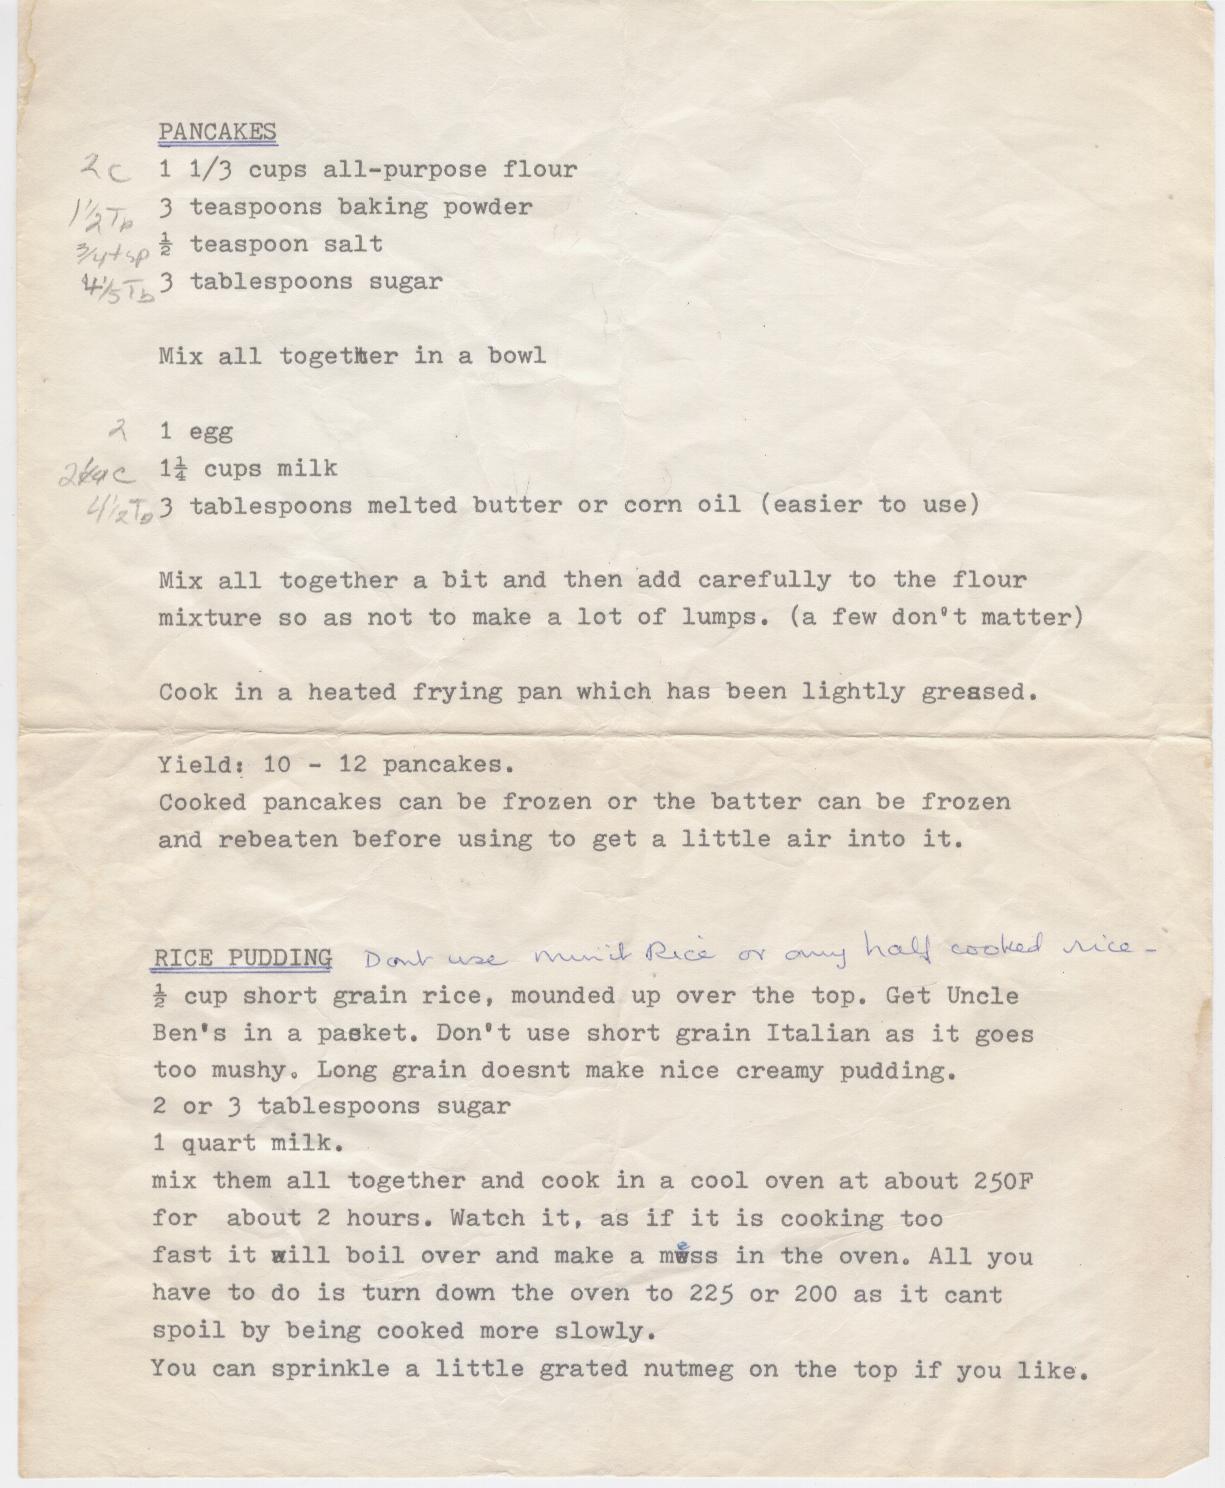 PANCAKES
2 C 1 1/3 cups all-purpose flour
1 1/2 Tb 3 teaspoons baking powder
3/4 tsp ½ teaspoon salt
4 1/5 Tb 3 tablespoons sugar
Mix all together in a bowl
2 1 egg
C 1¼ cups milk
4 1/2 Tb 3 tablespoons melted butter or corn oil (easier to use)
Mix all together a bit and then add carefully to the flour
mixture so as not to make a lot of lumps. (a few don't matter)
Cook in a heated frying pan which has been lightly greased.
Yield: 10 - 12 pancakes.
Cooked pancakes can be frozen or the batter can be frozen
and rebeaten before using to get a little air into it.
RICE PUDDING Dont use Minit Rice or any half cooked rice -
½ cup short grain rice, mounded up over the top. Get Uncle
Ben's in a packet. Don't use short grain Italian as it goes
too mushy. Long grain doesnt make nice creamy pudding.
2 or 3 tablespoons sugar
1 quart milk.
mix them all together and cook in a cool oven at about 250F
for about 2 hours. Watch it, as if it is cooking too
fast it will boil over and make a mess in the oven. All you
have to do is turn down the oven to 225 or 200 as it cant
spoil by being cooked more slowly.
You can sprinkle a little grated nutmeg on the top if you like.